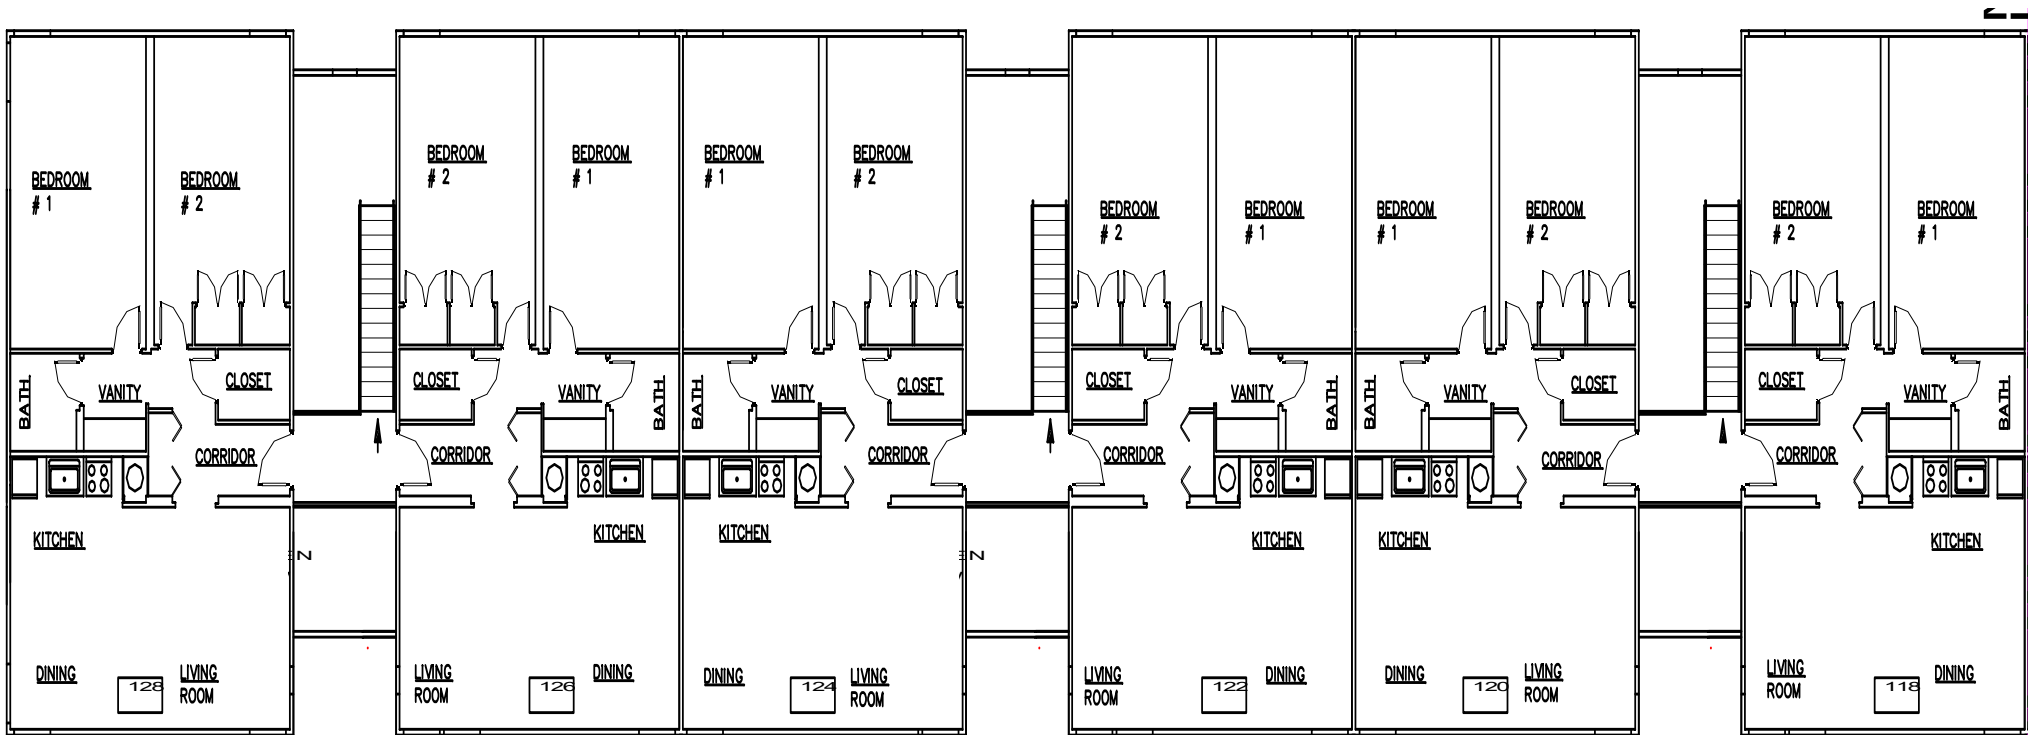 BEDROOM
# 1
BEDROOM
# 2
BATH
VANITY
CLOSET
CORRIDOR
KITCHEN
DINING
128
LIVING
ROOM
Z
BEDROOM
# 2
BEDROOM
# 1
CLOSET
VANITY
BATH
CORRIDOR
KITCHEN
LIVING
ROOM
126
DINING
BEDROOM
# 1
BEDROOM
# 2
BATH
VANITY
CLOSET
CORRIDOR
KITCHEN
DINING
124
LIVING
ROOM
Z
BEDROOM
# 2
BEDROOM
# 1
CLOSET
VANITY
BATH
CORRIDOR
KITCHEN
LIVING
ROOM
122
DINING
BEDROOM
# 1
BEDROOM
# 2
BATH
VANITY
CLOSET
CORRIDOR
KITCHEN
DINING
120
LIVING
ROOM
BEDROOM
# 2
BEDROOM
# 1
CLOSET
VANITY
BATH
CORRIDOR
KITCHEN
LIVING
ROOM
118
DINING